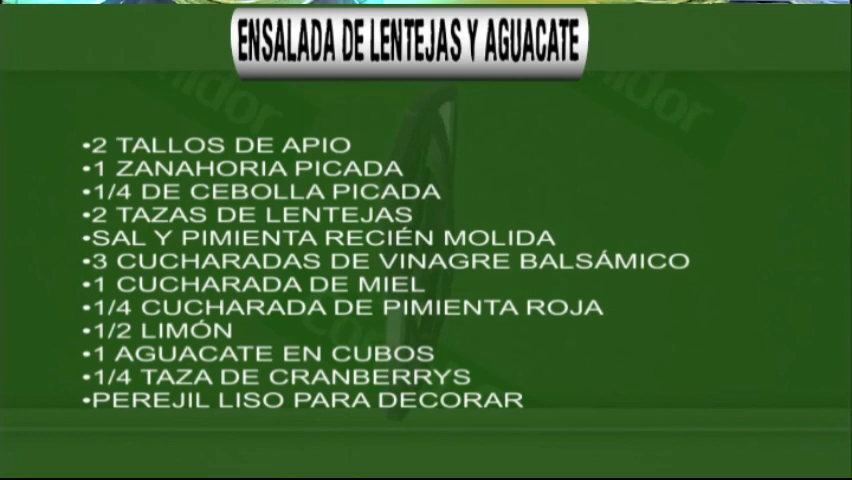 ENSALADA DE LENTEJAS Y AGUACATE
•2 TALLOS DE APIO
•1 ZANAHORIA PICADA
•1/4 DE CEBOLLA PICADA
•2 TAZAS DE LENTEJAS
•SAL Y PIMIENTA RECIÉN MOLIDA
•3 CUCHARADAS DE VINAGRE BALSÁMICO
•1 CUCHARADA DE MIEL
•1/4 CUCHARADA DE PIMIENTA ROJA
•1/2 LIMÓN
•1 AGUACATE EN CUBOS
•1/4 TAZA DE CRANBERRYS
•PEREJIL LISO PARA DECORAR